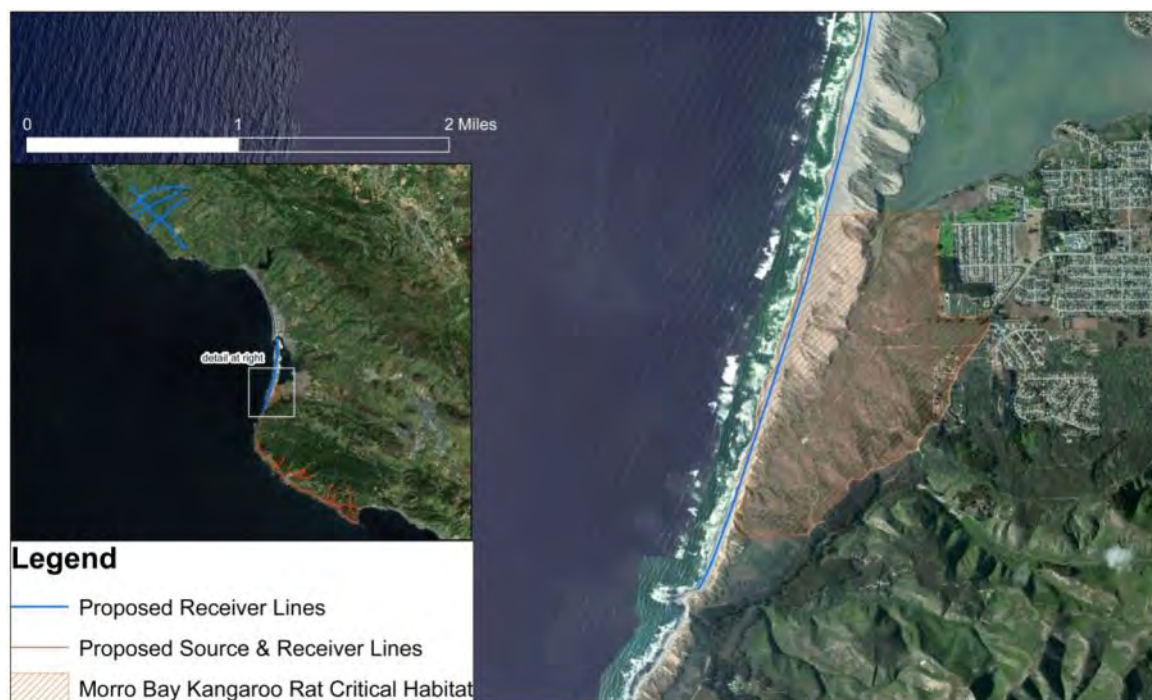 0 1 2 Miles
detail at right
Legend
Proposed Receiver Lines
Proposed Source & Receiver Lines
Morro Bay Kangaroo Rat Critical Habitat